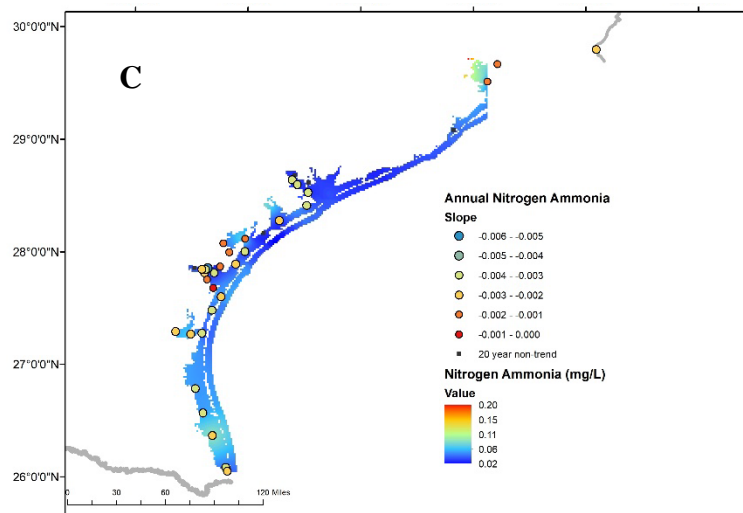 30°0'0"N
C
29°0'0"N
28°0'0"N
27°0'0"N
26°0'0"N
Annual Nitrogen Ammonia
Slope
-0.006 - -0.005
-0.005 - -0.004
-0.004 - -0.003
-0.003 - -0.002
-0.002 - -0.001
-0.001 - 0.000
20 year non-trend
Nitrogen Ammonia (mg/L)
Value
0.20
0.15
0.11
0.06
0.02
0 30 60 120 Miles